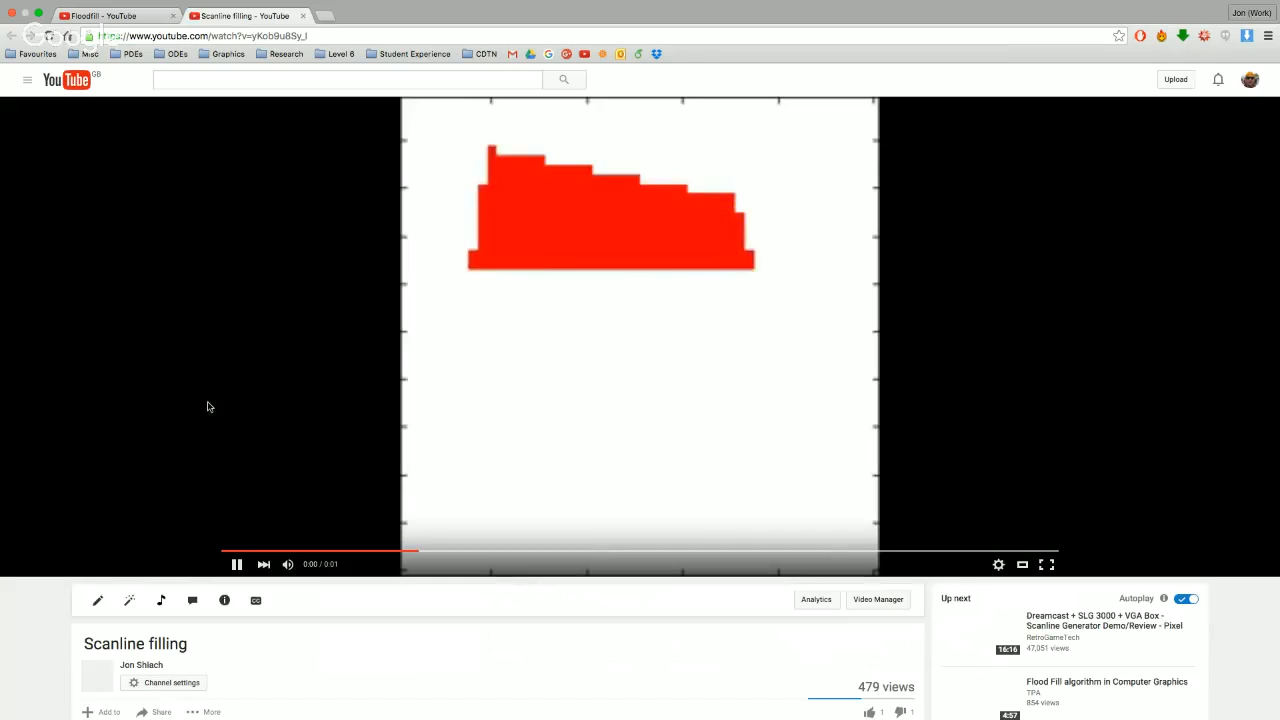 Floodfill - YouTube
Scanline filling - YouTube
Jon (Work)
Google
https://www.youtube.com/watch?v=yKob9u8Sy_I
Favourites Misc PDEs ODEs Graphics Research Level 6 Student Experience CDTN
YouTube GB
Upload
0:00 / 0:01
Analytics Video Manager
Scanline filling
Jon Shiach
Channel settings
479 views
Add to Share More 1 1
Up next Autoplay
Dreamcast + SLG 3000 + VGA Box -
Scanline Generator Demo/Review - Pixel
RetroGameTech
16:16 47,051 views
Flood Fill algorithm in Computer Graphics
TPA
854 views
4:57